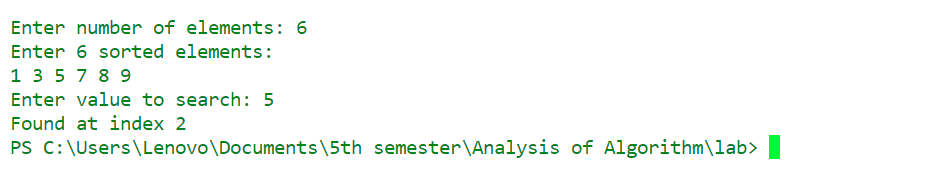 Enter number of elements: 6
Enter 6 sorted elements:
1 3 5 7 8 9
Enter value to search: 5
Found at index 2
PS C:\Users\Lenovo\Documents\5th semester\Analysis of Algorithm\lab>